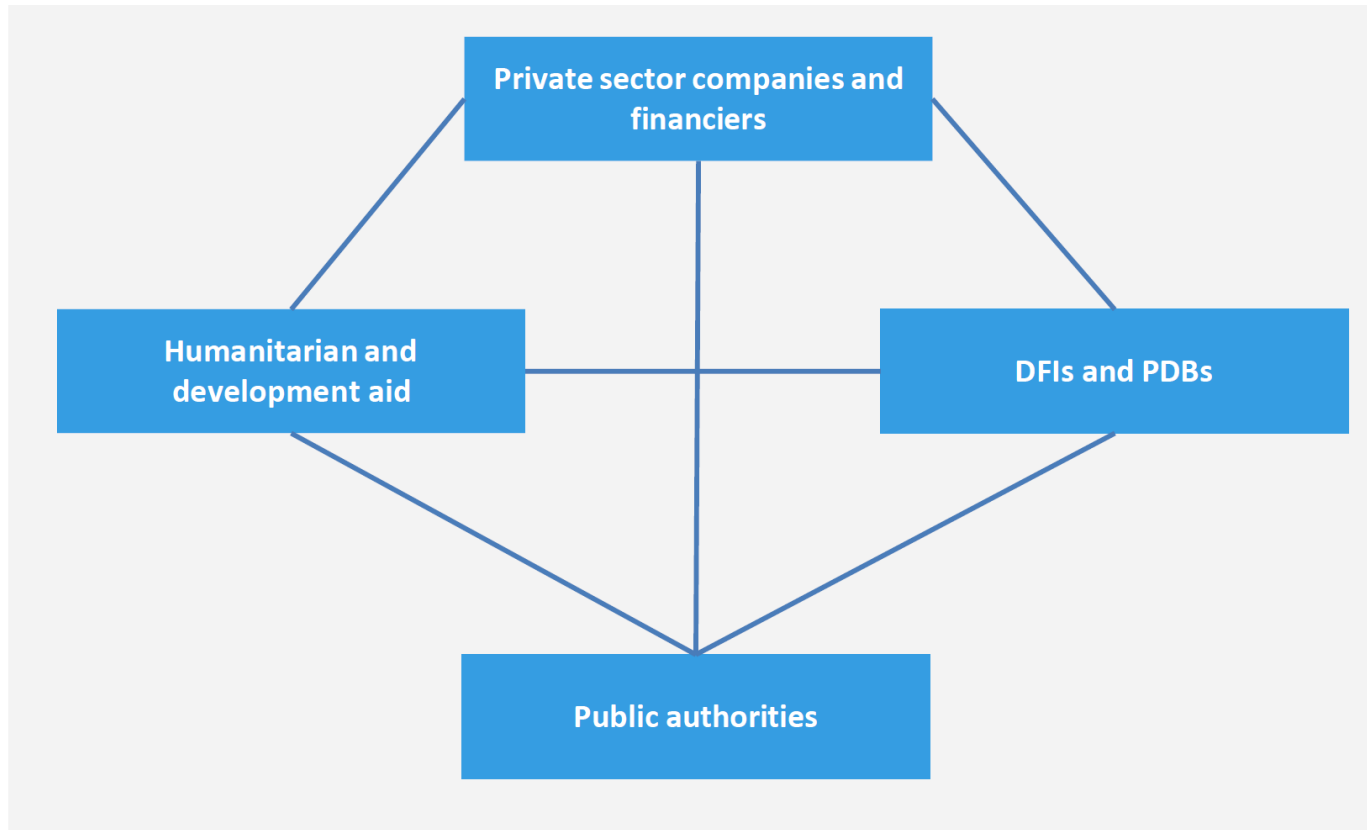 Private sector companies and
financiers
Humanitarian and
development aid
DFIs and PDBs
Public authorities